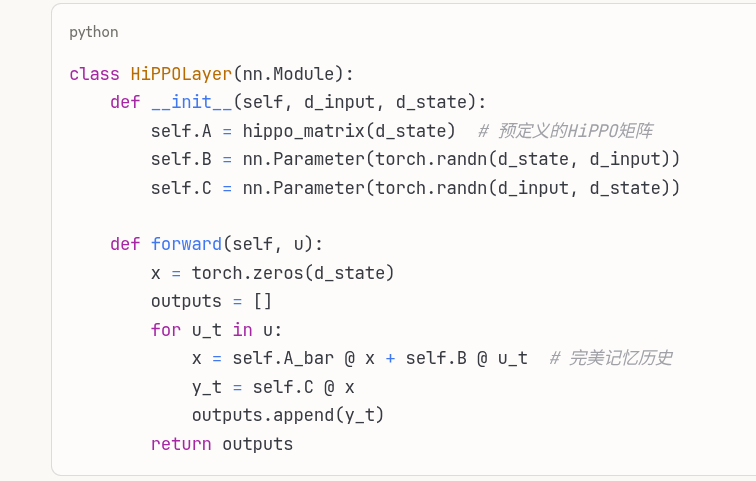 python
class HiPPOLayer(nn.Module):
    def __init__(self, d_input, d_state):
        self.A = hippo_matrix(d_state)  # 预定义的HiPPO矩阵
        self.B = nn.Parameter(torch.randn(d_state, d_input))
        self.C = nn.Parameter(torch.randn(d_input, d_state))

    def forward(self, u):
        x = torch.zeros(d_state)
        outputs = []
        for u_t in u:
            x = self.A_bar @ x + self.B @ u_t  # 完美记忆历史
            y_t = self.C @ x
            outputs.append(y_t)
        return outputs